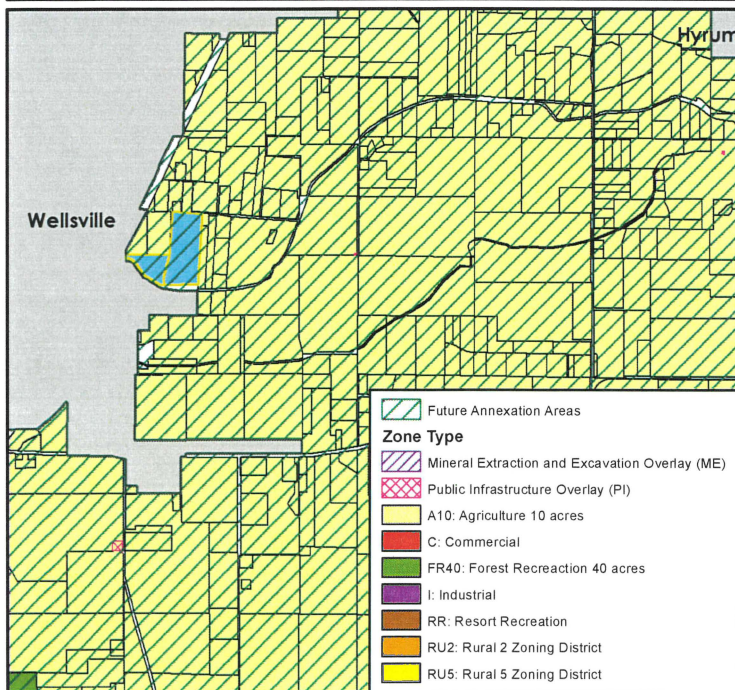 Hyrum
Wellsville
Future Annexation Areas
Zone Type
Mineral Extraction and Excavation Overlay (ME)
Public Infrastructure Overlay (PI)
A10: Agriculture 10 acres
C: Commercial
FR40: Forest Recreaction 40 acres
I: Industrial
RR: Resort Recreation
RU2: Rural 2 Zoning District
RU5: Rural 5 Zoning District